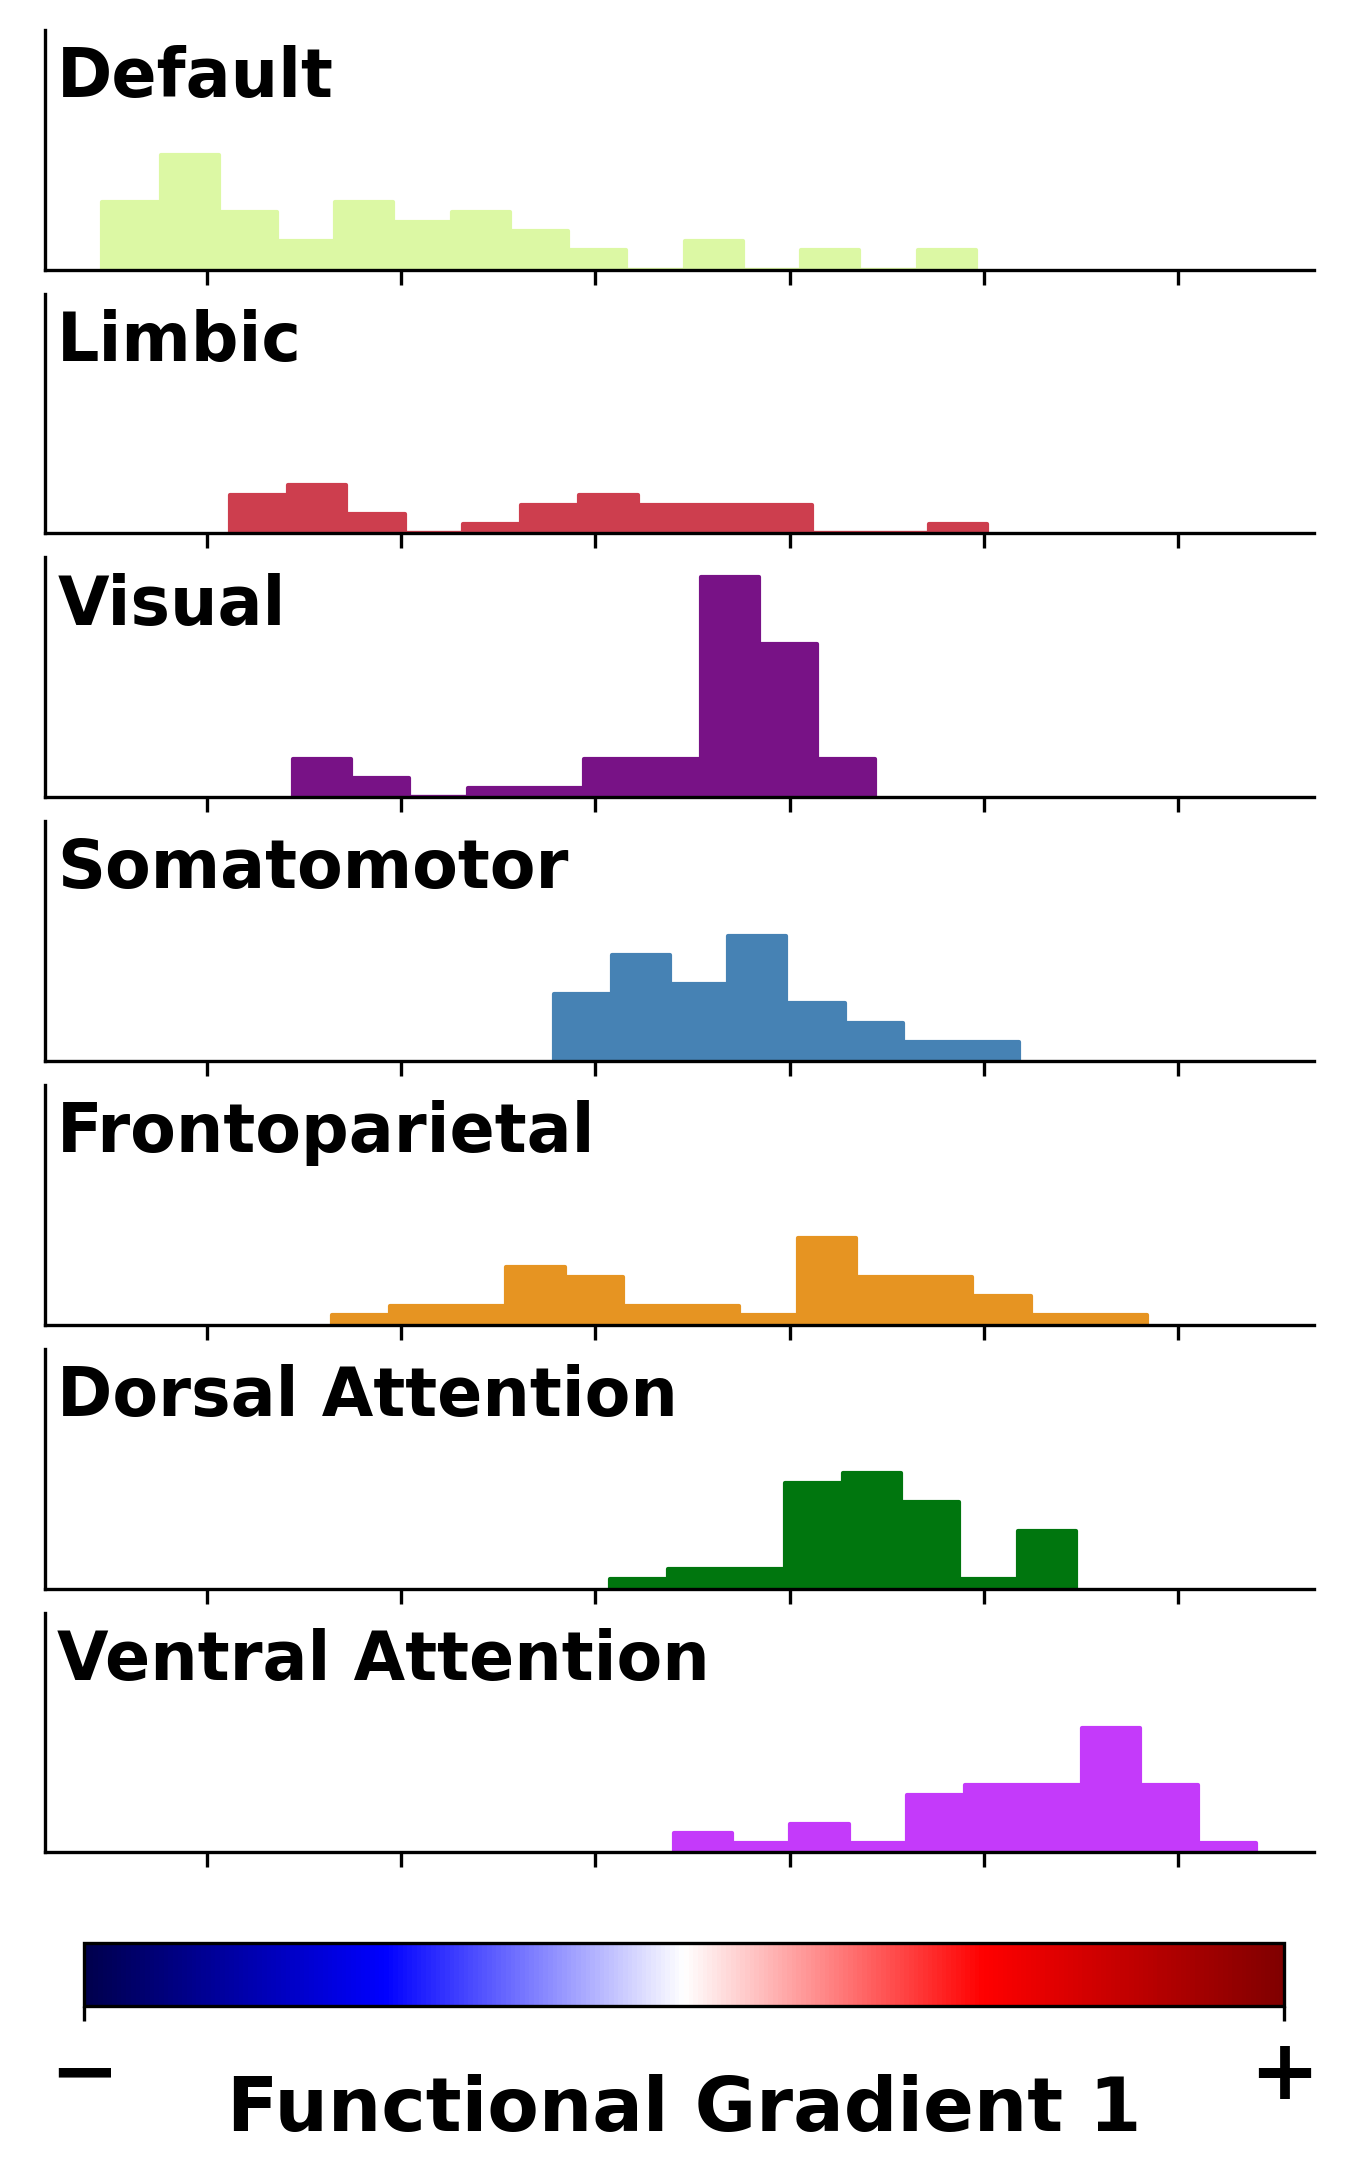 Default
Limbic
Visual
Somatomotor
Frontoparietal
Dorsal Attention
Ventral Attention
− +
Functional Gradient 1